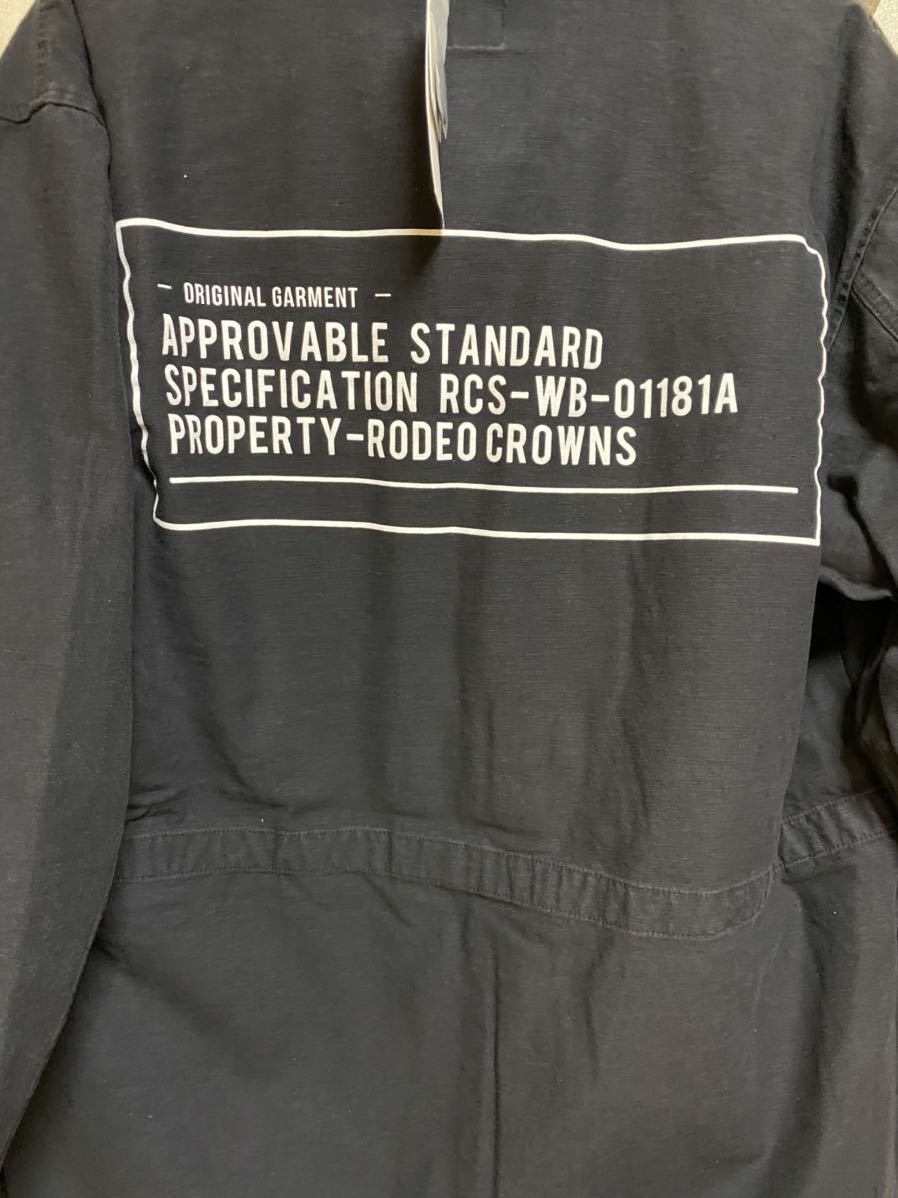 - ORIGINAL GARMENT -
APPROVABLE STANDARD
SPECIFICATION RCS-WB-01181A
PROPERTY-RODEO CROWNS